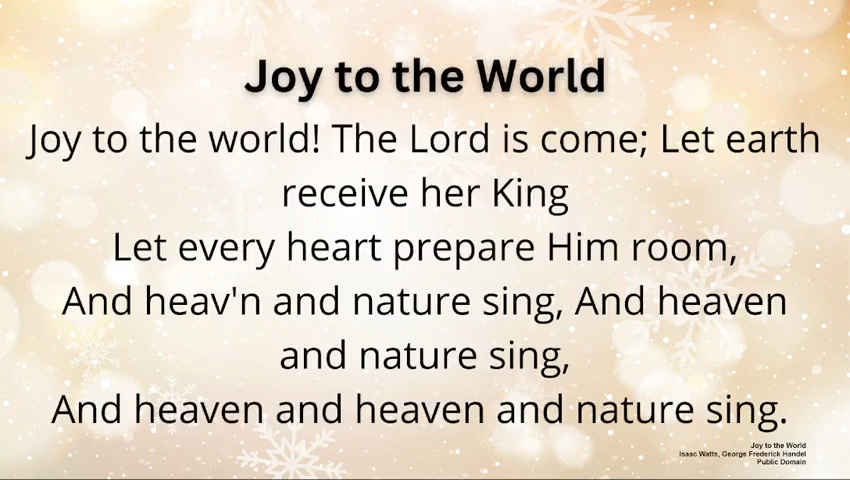 Joy to the World
Joy to the world! The Lord is come; Let earth
receive her King
Let every heart prepare Him room,
And heav'n and nature sing, And heaven
and nature sing,
And heaven and heaven and nature sing.
Joy to the World
Isaac Watts, George Frederick Handel
Public Domain